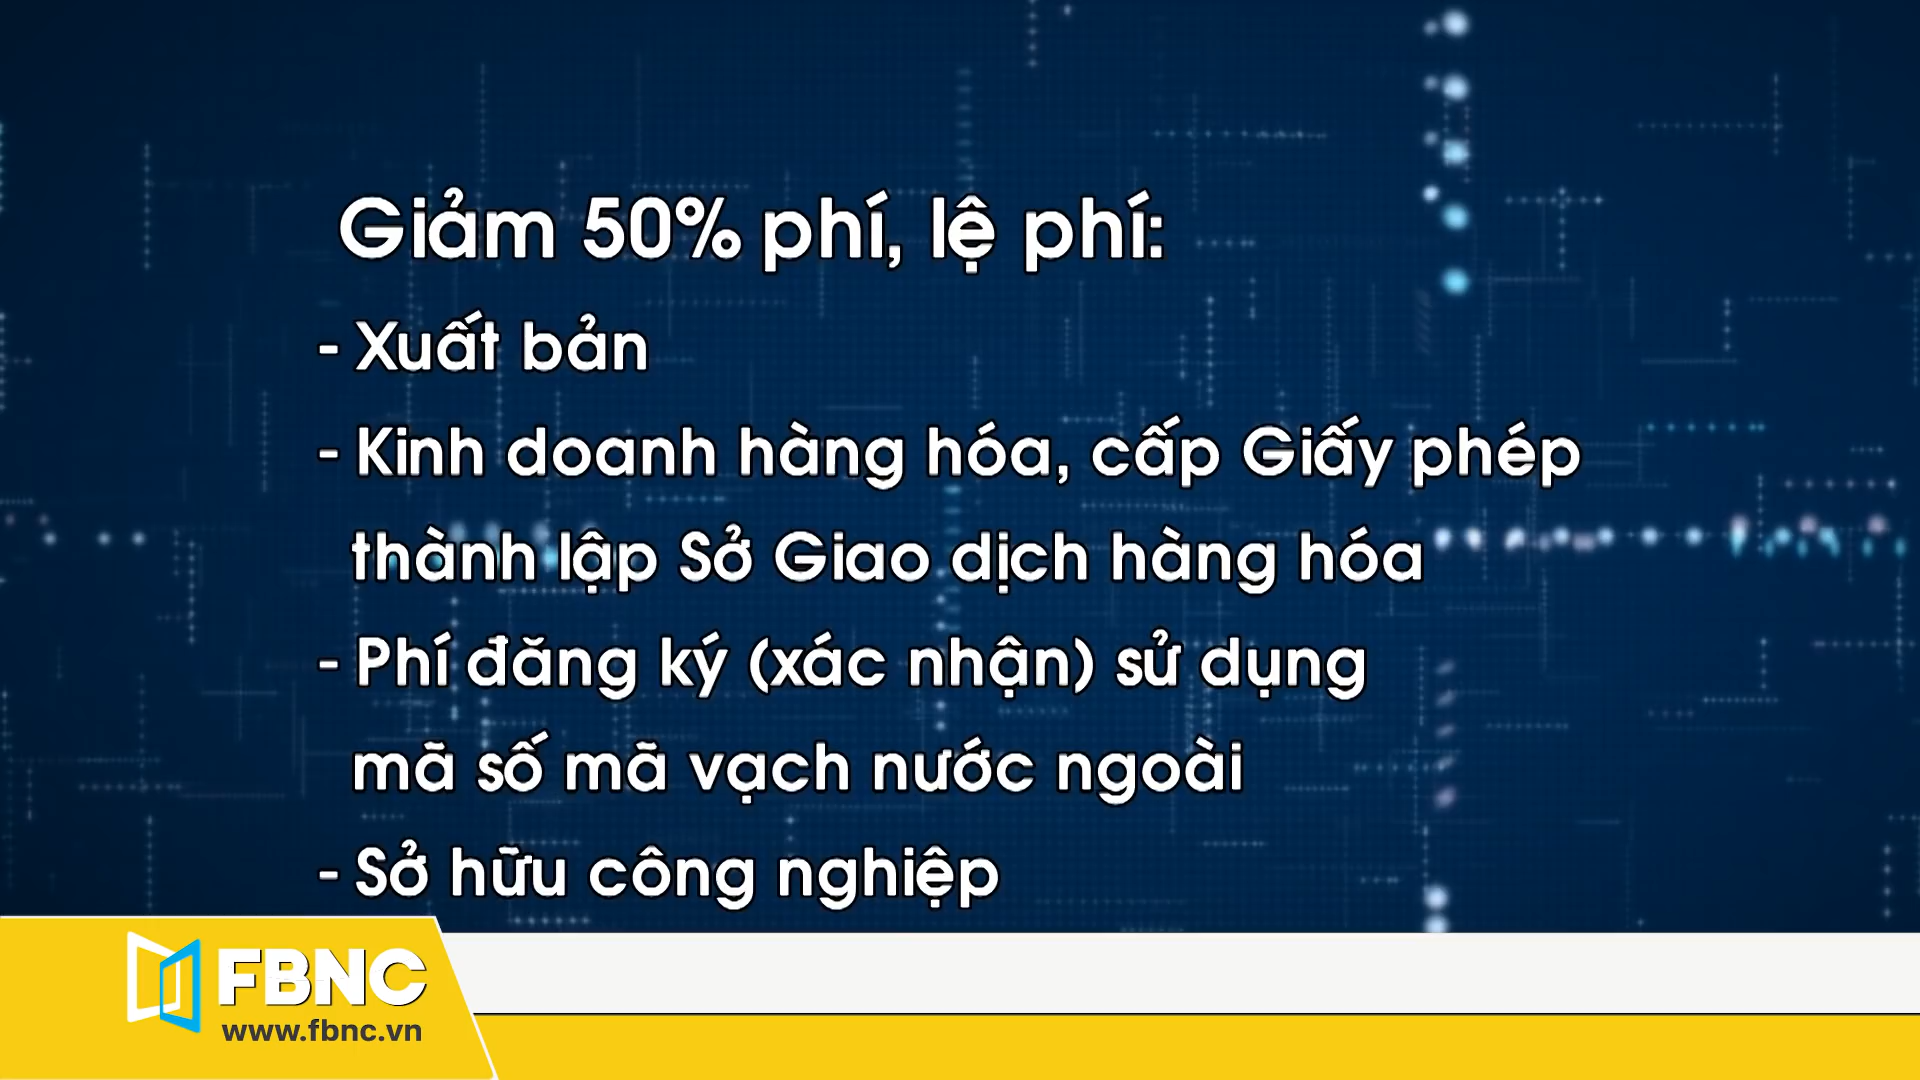 Giảm 50% phí, lệ phí:
- Xuất bản
- Kinh doanh hàng hóa, cấp Giấy phép
thành lập Sở Giao dịch hàng hóa
- Phí đăng ký (xác nhận) sử dụng
mã số mã vạch nước ngoài
- Sở hữu công nghiệp
FBNC
www.fbnc.vn